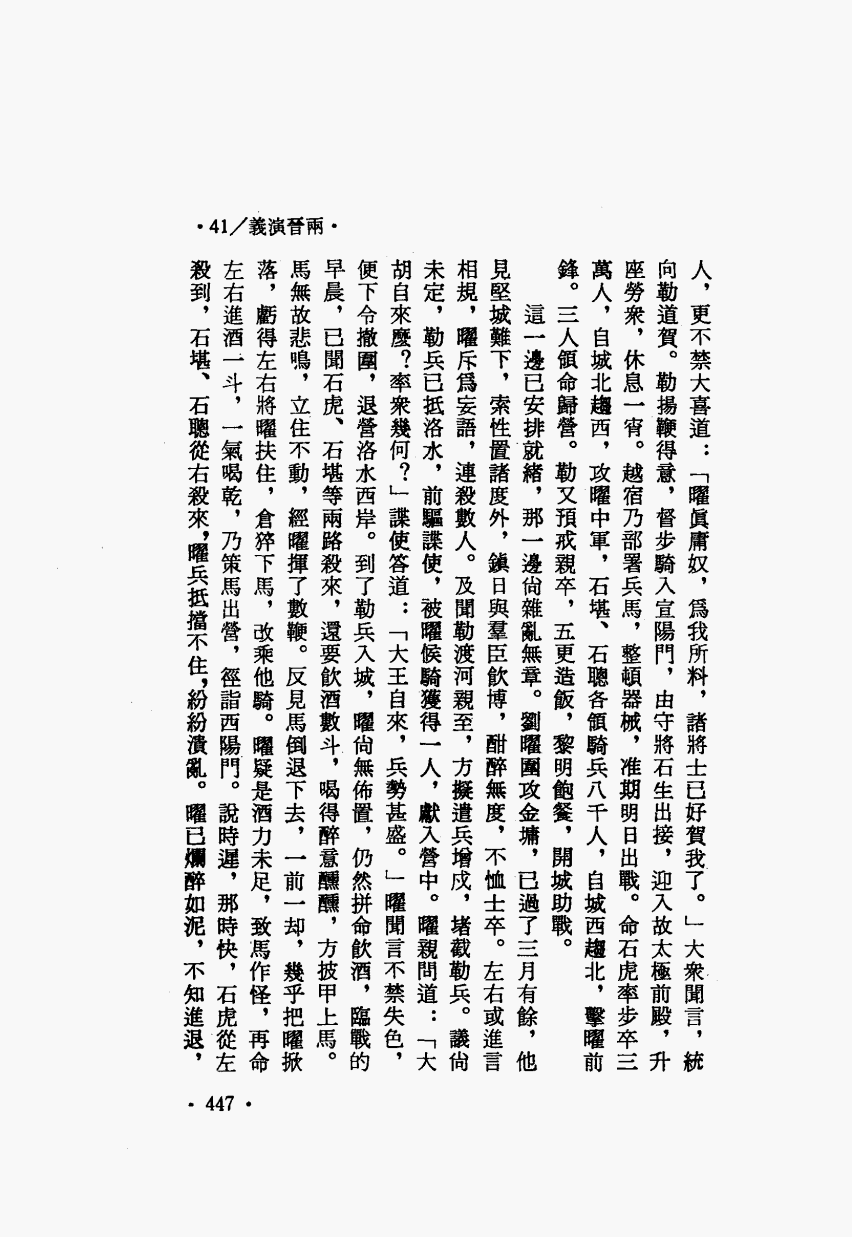 ·41/義演晉兩·
人，更不禁大喜道：「曜眞庸奴，爲我所料，諸將士已好賀我了。」大衆聞言，統
向勒道賀。勒揚鞭得意，督步騎入宣陽門，由守將石生出接，迎入故太極前殿，升
座勞衆，休息一宵。越宿乃部署兵馬，整頓器械，准期明日出戰。命石虎率步卒三
萬人，自城北趨西，攻曜中軍，石堪、石聰各領騎兵八千人，自城西趨北，擊曜前
鋒。三人領命歸營。勒又預戒親卒，五更造飯，黎明飽餐，開城助戰。
這一邊已安排就緒，那一邊尙雜亂無章。劉曜圍攻金墉，已過了三月有餘，他
見堅城難下，索性置諸度外，鎭日與羣臣飲博，酣醉無度，不恤士卒。左右或進言
相規，曜斥爲妄語，連殺數人。及聞勒渡河親至，方擬遣兵增戍，堵截勒兵。議尙
未定，勒兵已抵洛水，前驅諜使，被曜候騎獲得一人，獻入營中。曜親問道：「大
胡自來麼？率衆幾何？」諜使答道：「大王自來，兵勢甚盛。」曜聞言不禁失色，
便下令撤圍，退營洛水西岸。到了勒兵入城，曜尙無佈置，仍然拼命飲酒，臨戰的
早晨，已聞石虎、石堪等兩路殺來，還要飲酒數斗，喝得醉意醺醺，方披甲上馬。
馬無故悲鳴，立住不動，經曜揮了數鞭。反見馬倒退下去，一前一却，幾乎把曜掀
落，虧得左右將曜扶住，倉猝下馬，改乘他騎。曜疑是酒力未足，致馬作怪，再命
左右進酒一斗，一氣喝乾，乃策馬出營，徑詣西陽門。說時遲，那時快，石虎從左
殺到，石堪、石聰從右殺來，曜兵抵擋不住，紛紛潰亂。曜已爛醉如泥，不知進退，
·447·